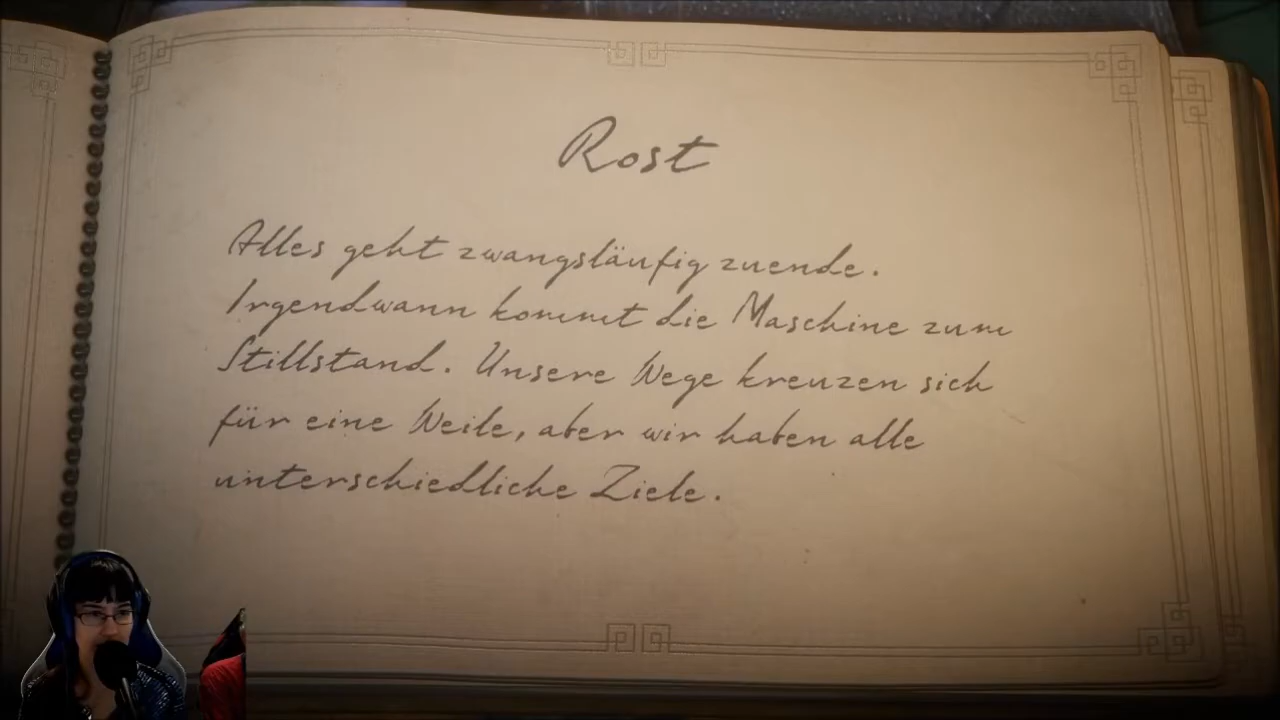 Rost
Alles geht zwangsläufig zuende.
Irgendwann kommt die Maschine zum
Stillstand. Unsere Wege kreuzen sich
für eine Weile, aber wir haben alle
unterschiedliche Ziele.